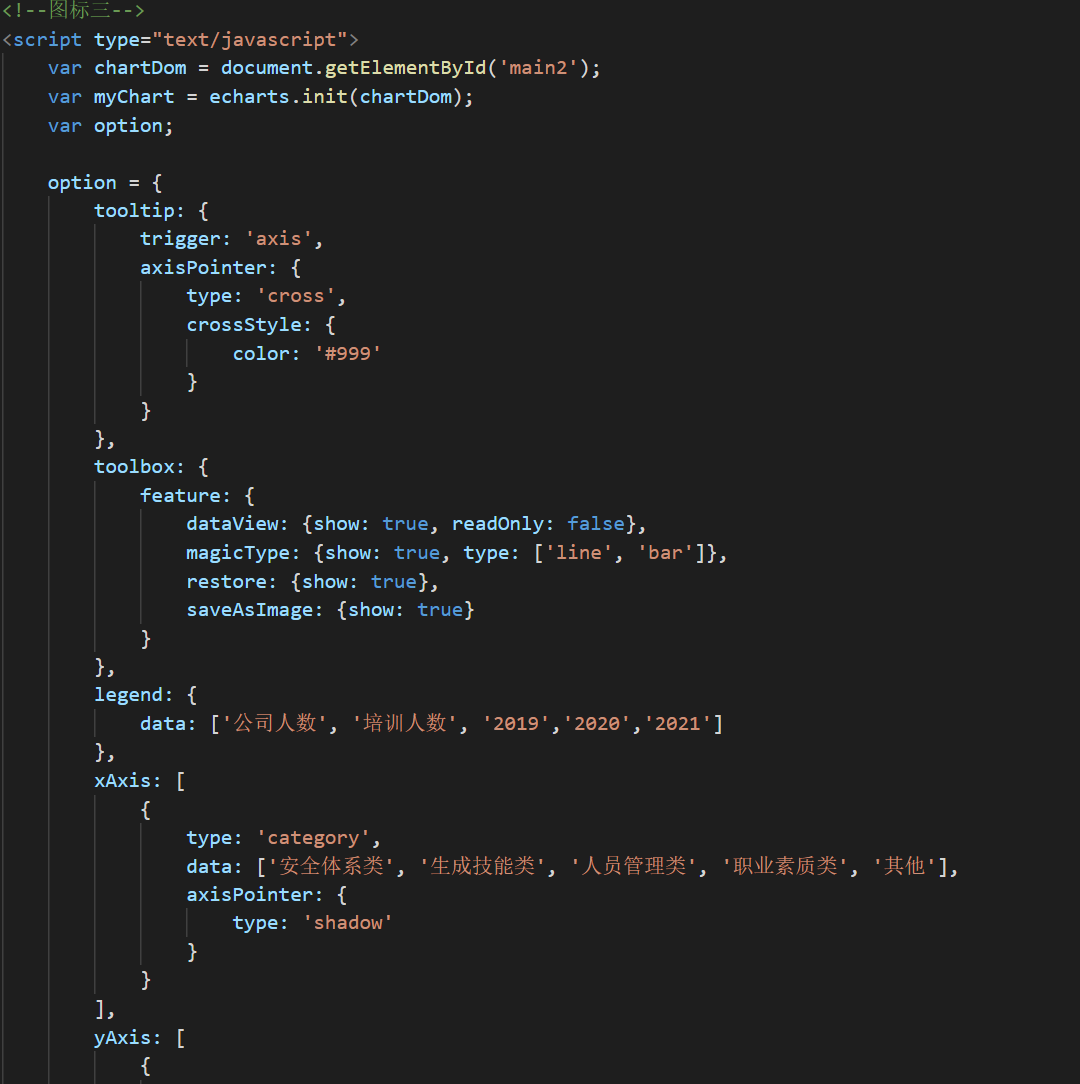 <!--图标三-->
<script type="text/javascript">
    var chartDom = document.getElementById('main2');
    var myChart = echarts.init(chartDom);
    var option;

    option = {
        tooltip: {
            trigger: 'axis',
            axisPointer: {
                type: 'cross',
                crossStyle: {
                    color: '#999'
                }
            }
        },
        toolbox: {
            feature: {
                dataView: {show: true, readOnly: false},
                magicType: {show: true, type: ['line', 'bar']},
                restore: {show: true},
                saveAsImage: {show: true}
            }
        },
        legend: {
            data: ['公司人数', '培训人数', '2019','2020','2021']
        },
        xAxis: [
            {
                type: 'category',
                data: ['安全体系类', '生成技能类', '人员管理类', '职业素质类', '其他'],
                axisPointer: {
                    type: 'shadow'
                }
            }
        ],
        yAxis: [
            {